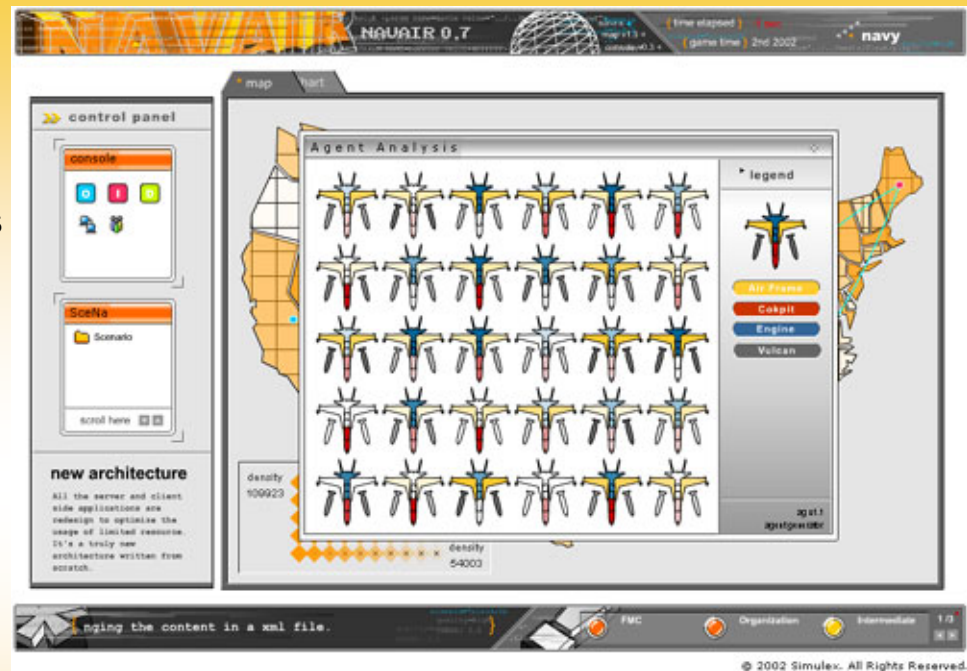 NAVAIR
NAVAIR 0.7
{ time elapsed }
{ game time } 2nd 2002
navy
map
hart
control panel
console
O
I
SceNa
Scenario
scroll here
new architecture
All the server and client
side applications are
redesign to optimize the
usage of limited resource.
It's a truly new
architecture written from
scratch.
Agent Analysis
legend
Air Frame
Cokpit
Engine
Vulcan
density
109923
density
54003
nging the content in a xml file.
FMC
Organization
Intermediate
1/3
© 2002 Simulex. All Rights Reserved.
s